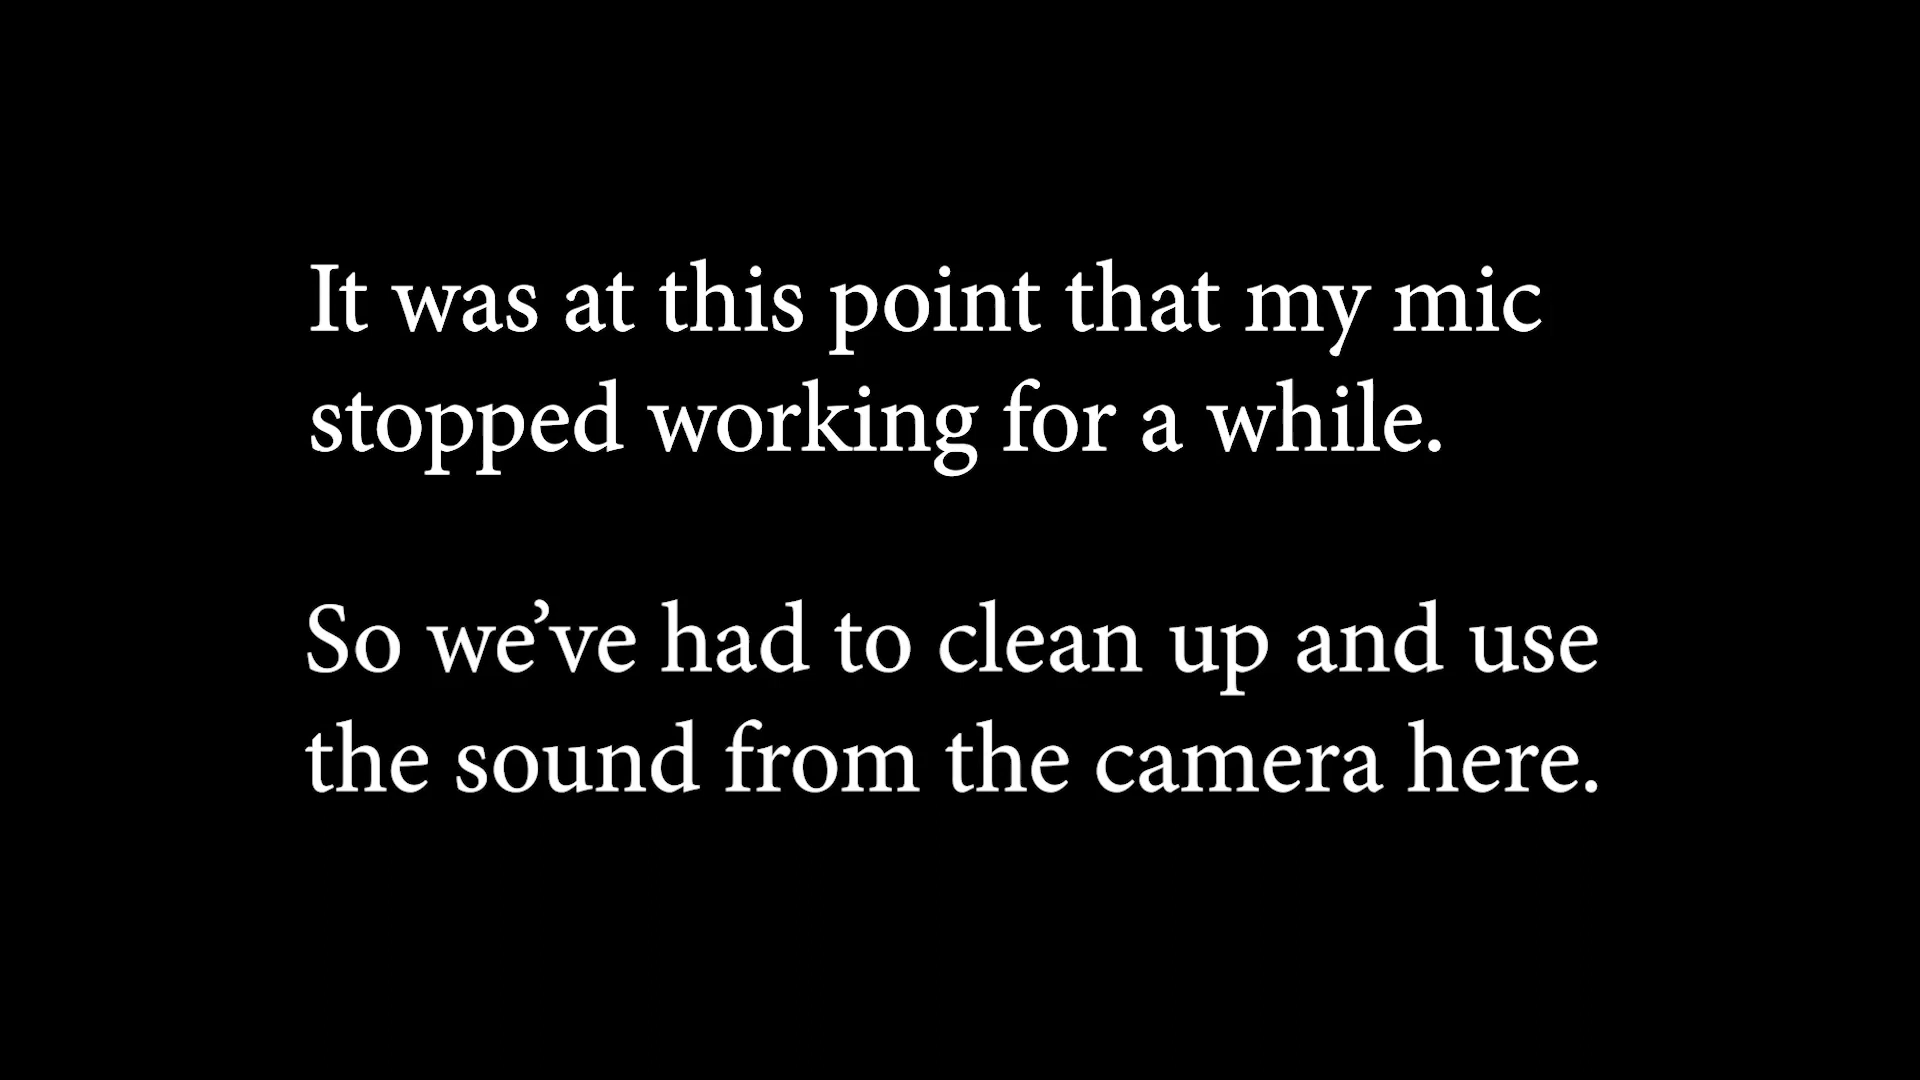 It was at this point that my mic
stopped working for a while.
So we’ve had to clean up and use
the sound from the camera here.